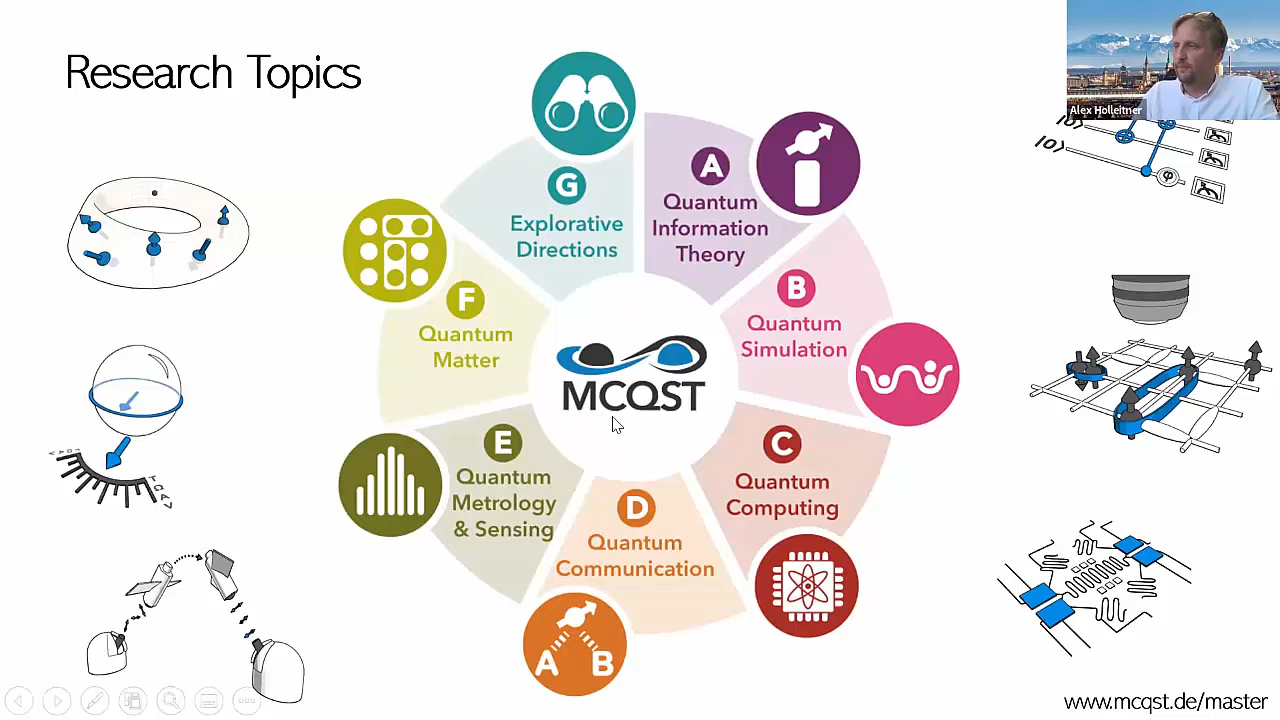 Research Topics
Alex Holleitner
|0⟩
G
Explorative
Directions
A
Quantum
Information
Theory
B
Quantum
Simulation
F
Quantum
Matter
MCQST
E
Quantum
Metrology
& Sensing
D
Quantum
Communication
C
Quantum
Computing
A B
φ
www.mcqst.de/master